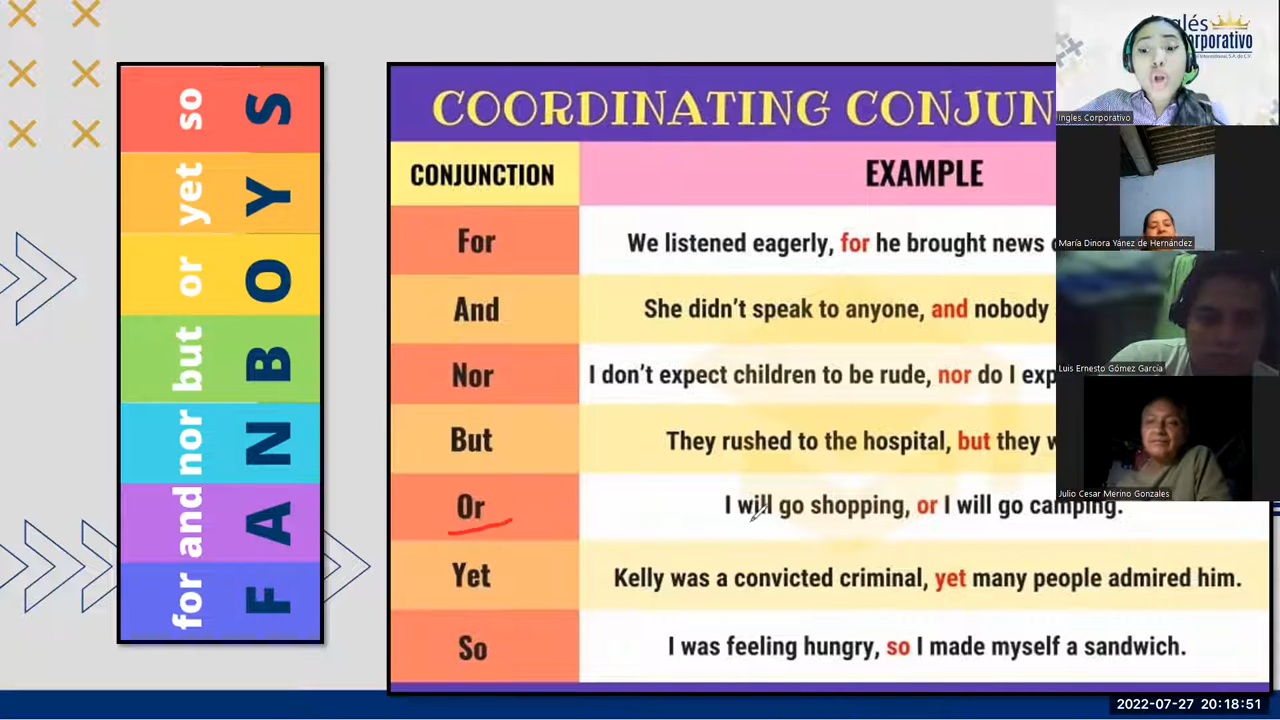 so
yet
or
but
nor
and
for
S
Y
O
B
N
A
F
COORDINATING CONJUN
CONJUNCTION
EXAMPLE
For
We listened eagerly, for he brought news
And
She didn't speak to anyone, and nobody
Nor
I don't expect children to be rude, nor do I exp
But
They rushed to the hospital, but they w
Or
I will go shopping, or I will go camping.
Yet
Kelly was a convicted criminal, yet many people admired him.
So
I was feeling hungry, so I made myself a sandwich.
Ingles Corporativo
María Dinora Yánez de Hernández
Luis Ernesto Gómez García
Julio Cesar Merino Gonzales
2022-07-27 20:18:51